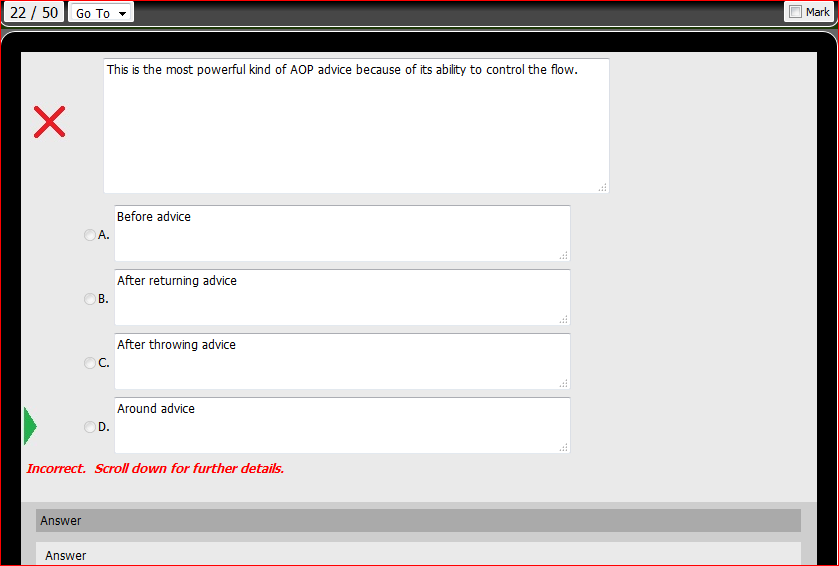 22 / 50 Go To Mark
This is the most powerful kind of AOP advice because of its ability to control the flow.
A. Before advice
B. After returning advice
C. After throwing advice
D. Around advice
Incorrect. Scroll down for further details.
Answer
Answer